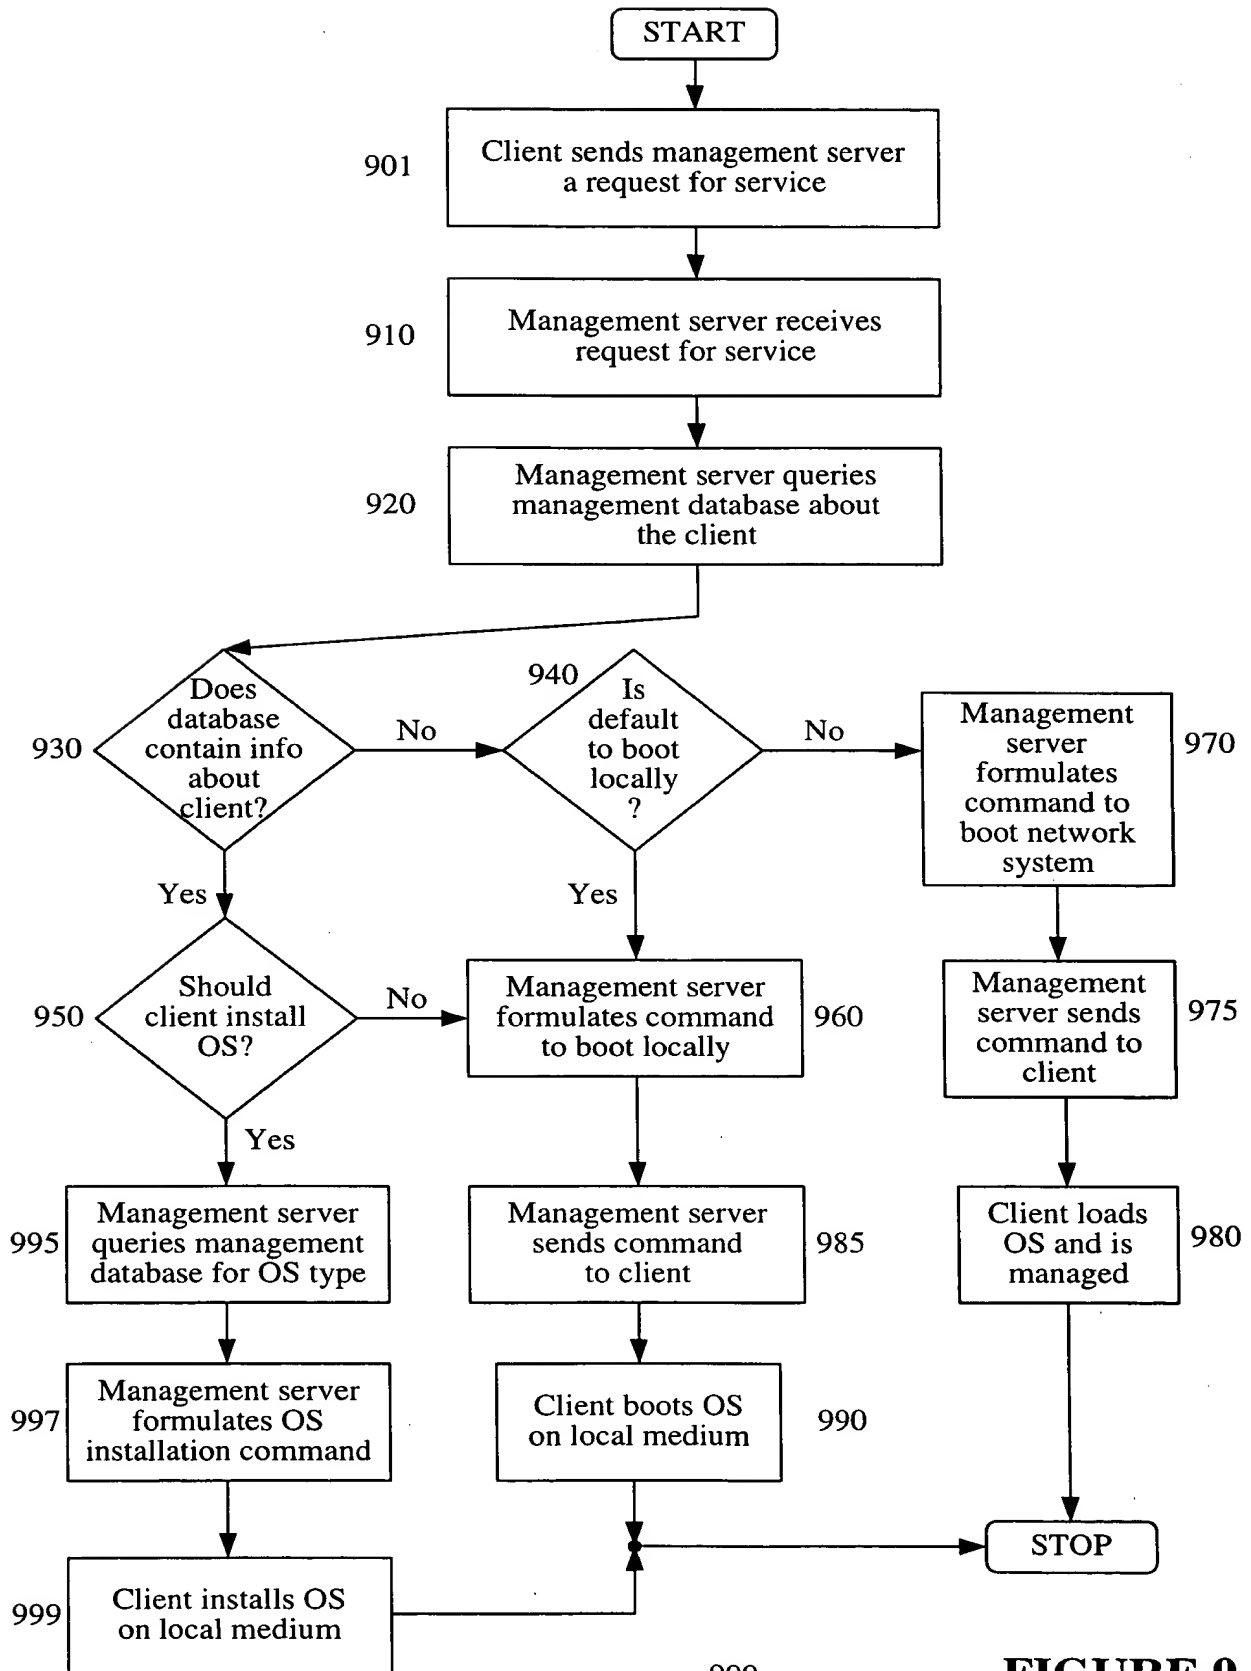 START
901
Client sends management server
a request for service
910
Management server receives
request for service
920
Management server queries
management database about
the client
930
Does
database
contain info
about
client?
No
940
Is
default
to boot
locally
?
No
Management
server
formulates
command to
boot network
system
970
Yes
Yes
950
Should
client install
OS?
No
Management server
formulates command
to boot locally
960
Management
server sends
command to
client
975
Yes
995
Management server
queries management
database for OS type
Management server
sends command
to client
985
Client loads
OS and is
managed
980
997
Management server
formulates OS
installation command
Client boots OS
on local medium
990
STOP
999
Client installs OS
on local medium
FIGURE 9